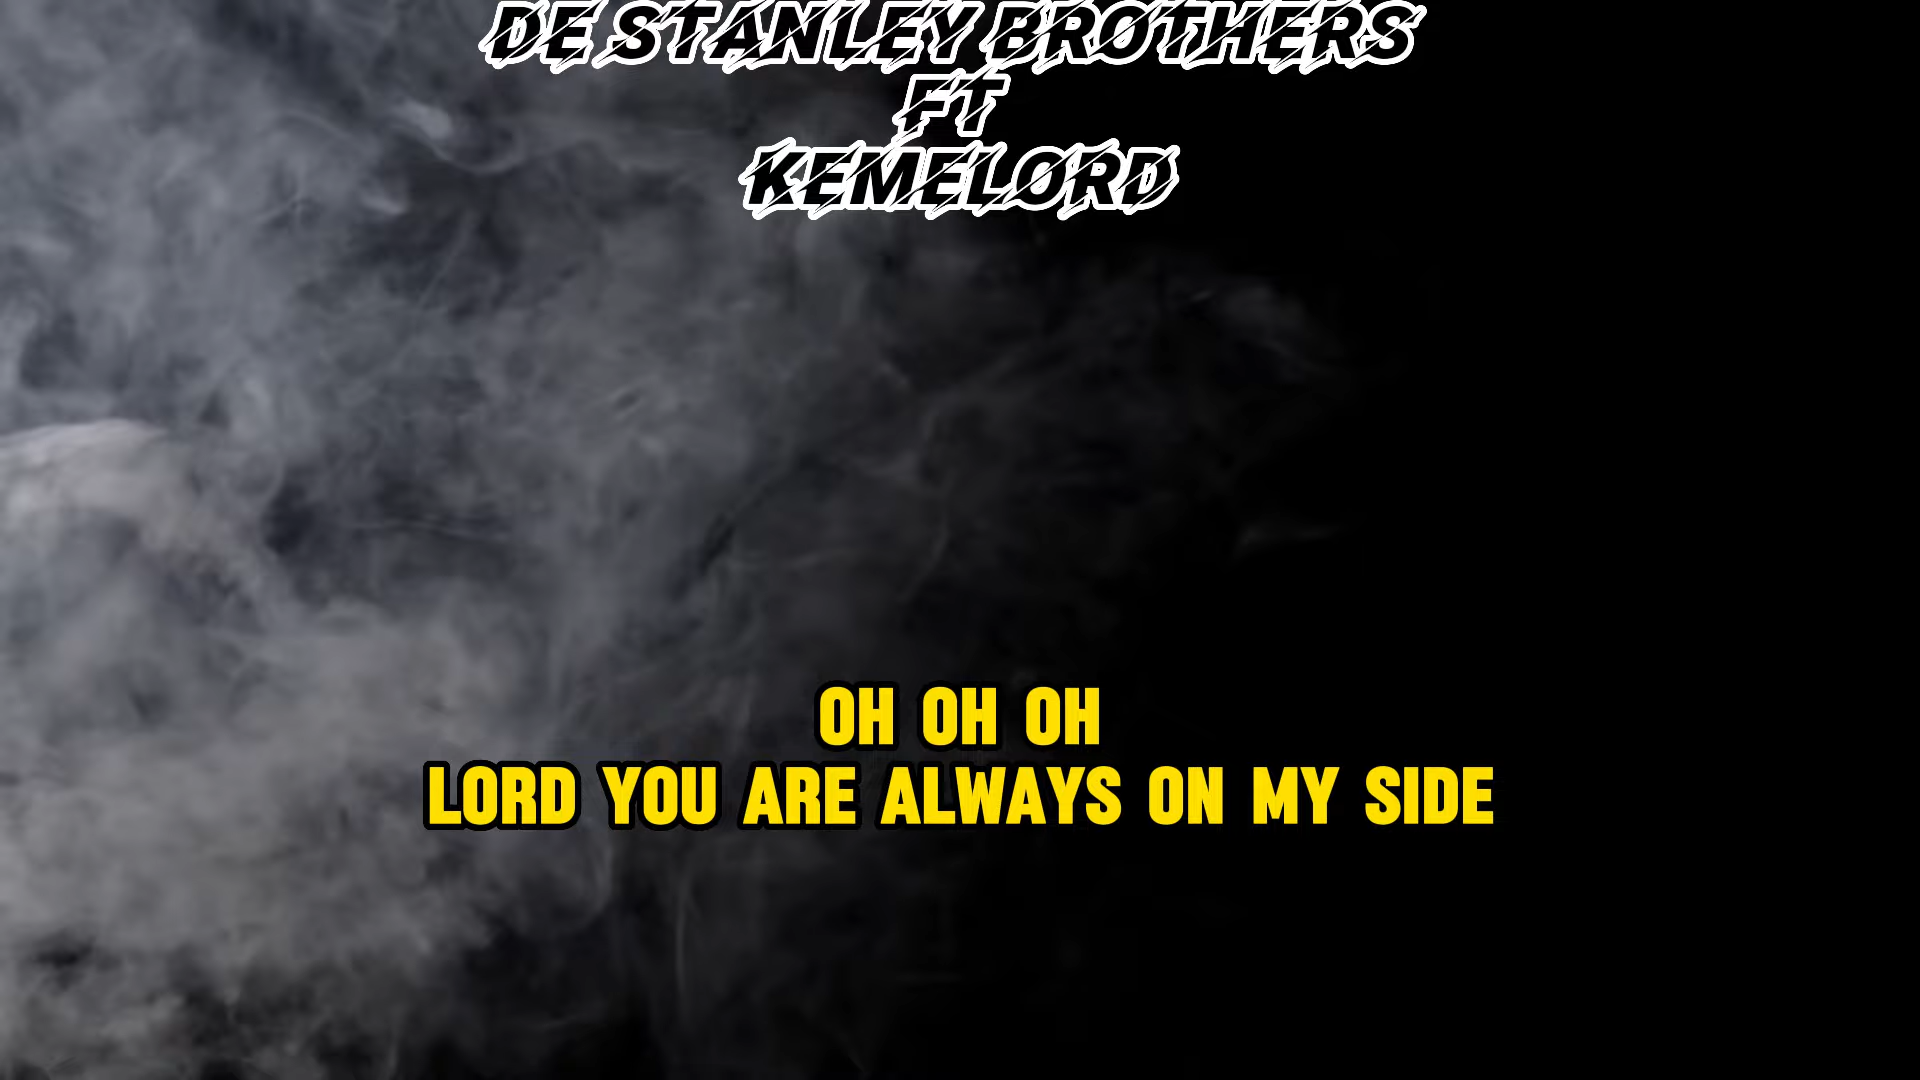 DE STANLEY BROTHERS
FT
KEMELORD
OH OH OH
LORD YOU ARE ALWAYS ON MY SIDE